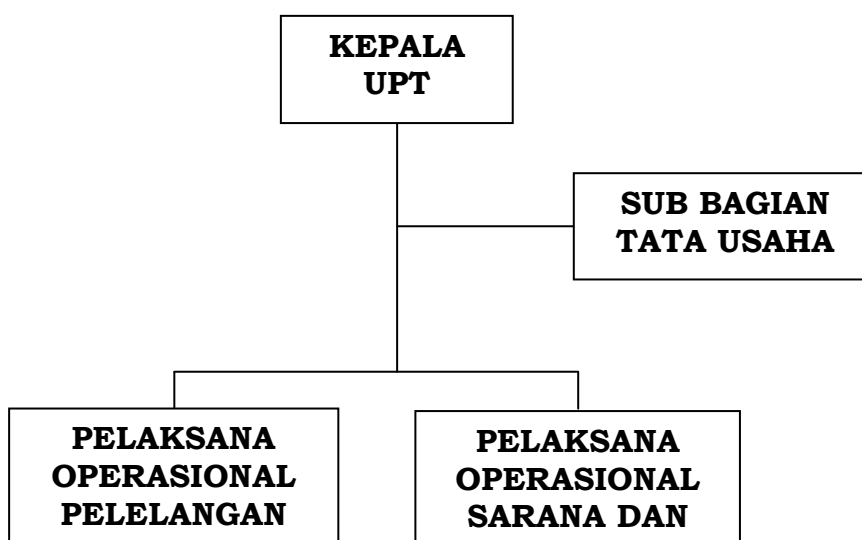 KEPALA
UPT
SUB BAGIAN
TATA USAHA
PELAKSANA
OPERASIONAL
PELELANGAN
PELAKSANA
OPERASIONAL
SARANA DAN